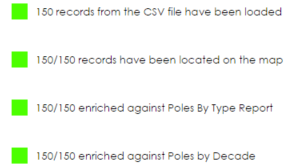 150 records from the CSV file have been loaded
150/150 records have been located on the map
150/150 enriched against Poles By Type Report
150/150 enriched against Poles by Decade